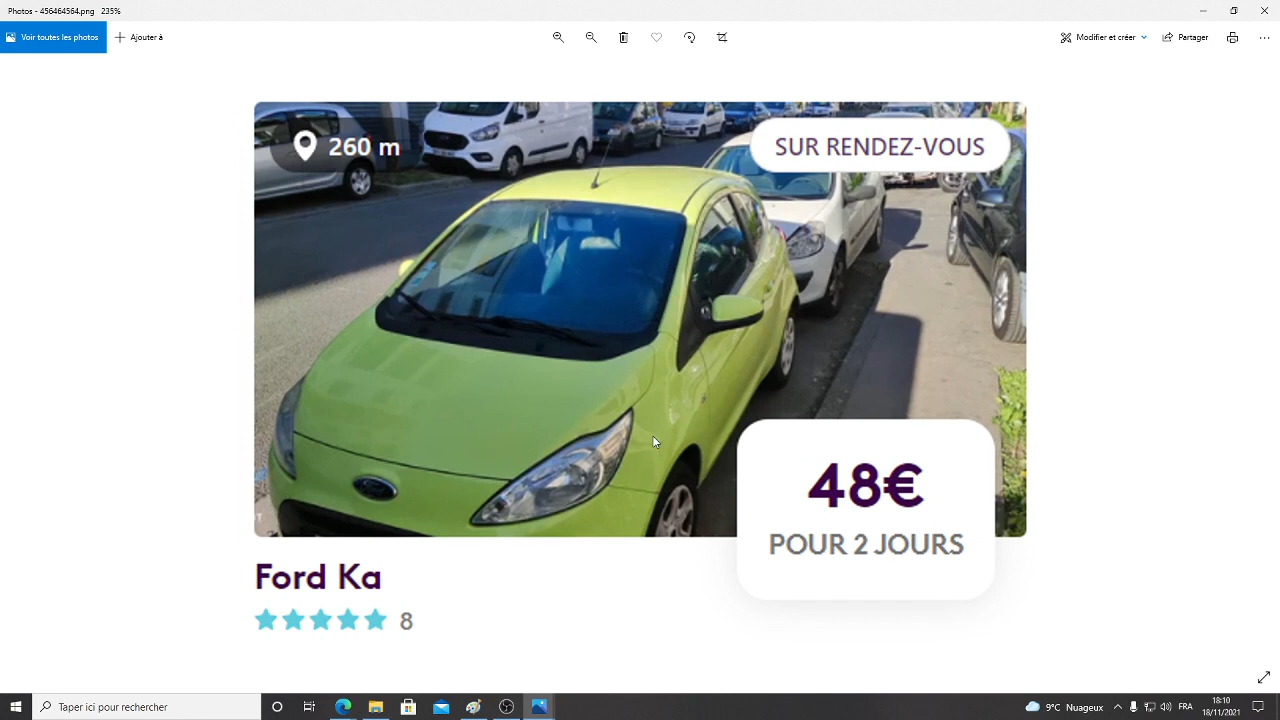 Photos - 456464564.png 235%
Voir toutes les photos
Ajouter à
Modifier et créer
Partager
260 m
SUR RENDEZ-VOUS
48€
POUR 2 JOURS
Ford Ka
8
Taper ici pour rechercher
9°C Nuageux
FRA
18:10
18/11/2021